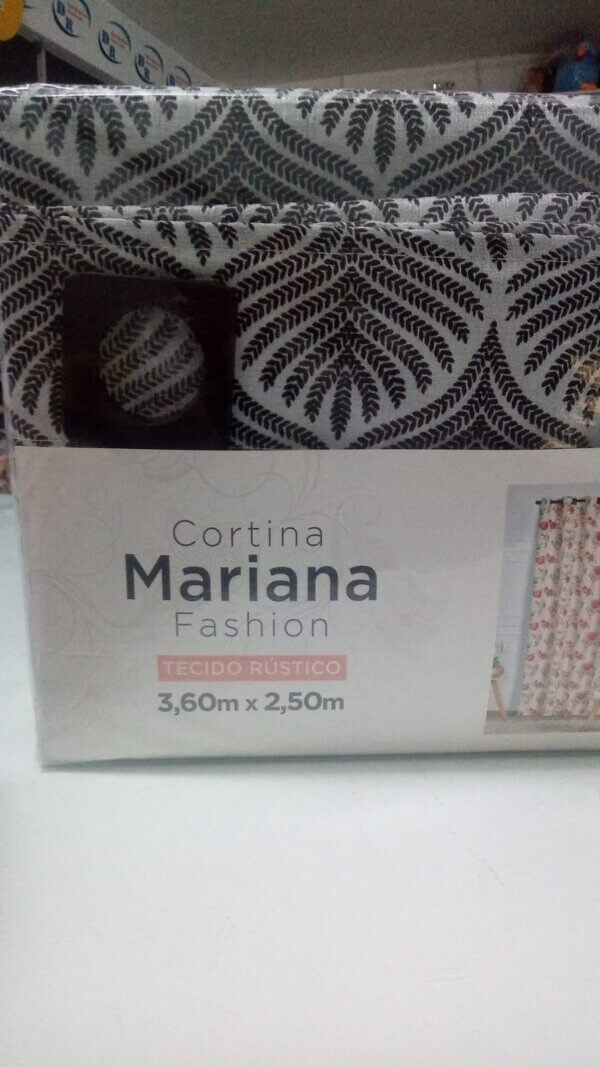 Cortina
Mariana
Fashion
TECIDO RÚSTICO
3,60m x 2,50m